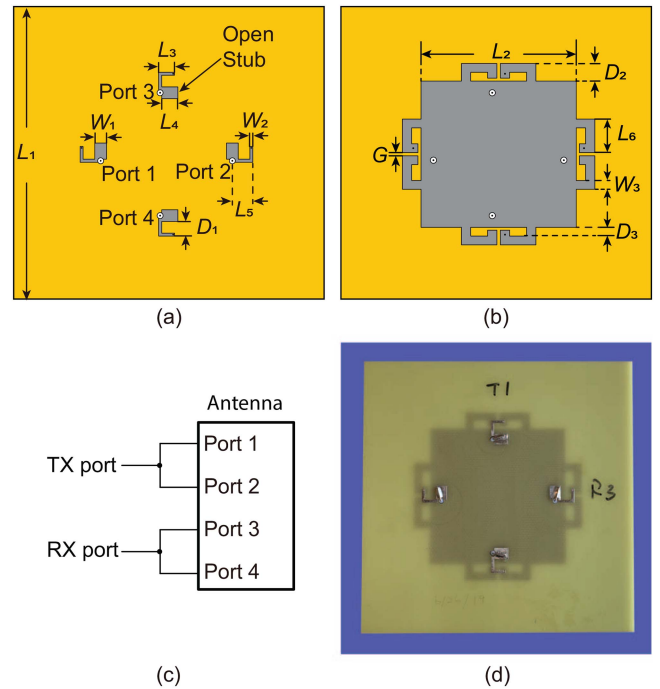 L3
Open
Stub
Port 3
L4
W1
W2
L1
Port 1
Port 2
L5
Port 4
D1
(a)
L2
D2
G
L6
W3
D3
(b)
Antenna
TX port
Port 1
Port 2
RX port
Port 3
Port 4
(c)
T1
R3
(d)